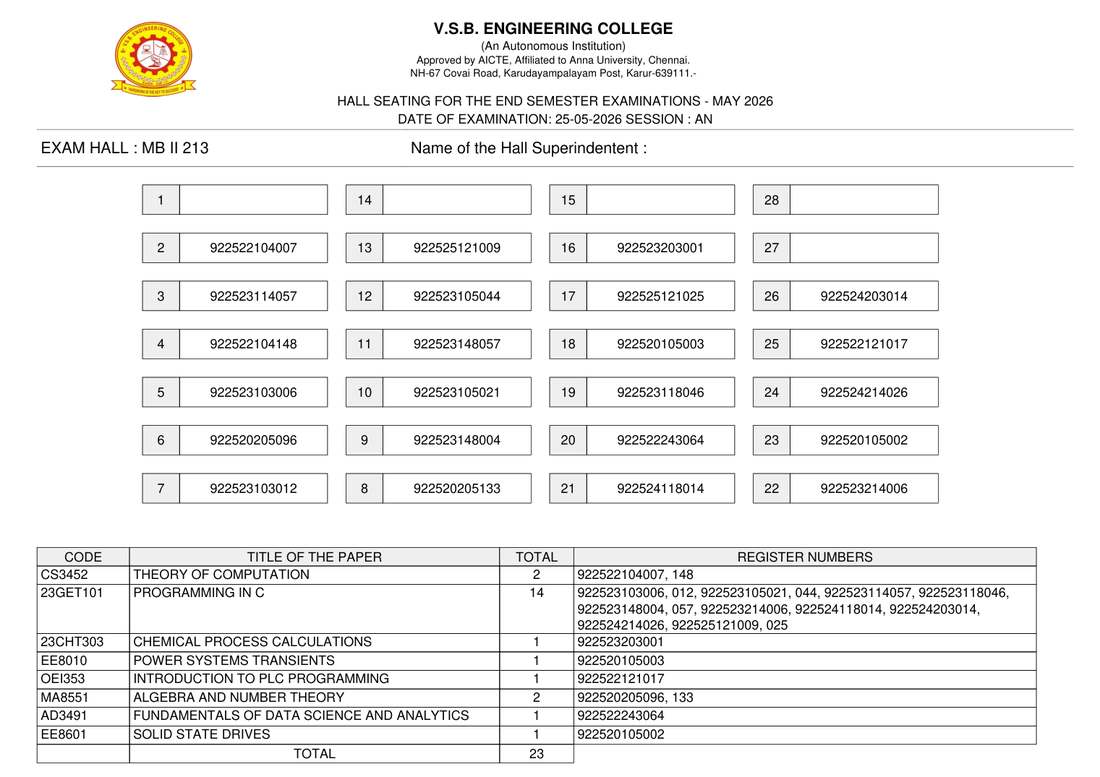 V.S.B. ENGINEERING COLLEGE
(An Autonomous Institution)
Approved by AICTE, Affiliated to Anna University, Chennai.
NH-67 Covai Road, Karudayampalayam Post, Karur-639111.-
HALL SEATING FOR THE END SEMESTER EXAMINATIONS - MAY 2026
DATE OF EXAMINATION: 25-05-2026 SESSION : AN
EXAM HALL : MB II 213 Name of the Hall Superindentent :
1 14 15 28
2 922522104007 13 922525121009 16 922523203001 27
3 922523114057 12 922523105044 17 922525121025 26 922524203014
4 922522104148 11 922523148057 18 922520105003 25 922522121017
5 922523103006 10 922523105021 19 922523118046 24 922524214026
6 922520205096 9 922523148004 20 922522243064 23 922520105002
7 922523103012 8 922520205133 21 922524118014 22 922523214006
CODE TITLE OF THE PAPER TOTAL REGISTER NUMBERS
CS3452 THEORY OF COMPUTATION 2 922522104007, 148
23GET101 PROGRAMMING IN C 14 922523103006, 012, 922523105021, 044, 922523114057, 922523118046,
922523148004, 057, 922523214006, 922524118014, 922524203014,
922524214026, 922525121009, 025
23CHT303 CHEMICAL PROCESS CALCULATIONS 1 922523203001
EE8010 POWER SYSTEMS TRANSIENTS 1 922520105003
OEI353 INTRODUCTION TO PLC PROGRAMMING 1 922522121017
MA8551 ALGEBRA AND NUMBER THEORY 2 922520205096, 133
AD3491 FUNDAMENTALS OF DATA SCIENCE AND ANALYTICS 1 922522243064
EE8601 SOLID STATE DRIVES 1 922520105002
TOTAL 23